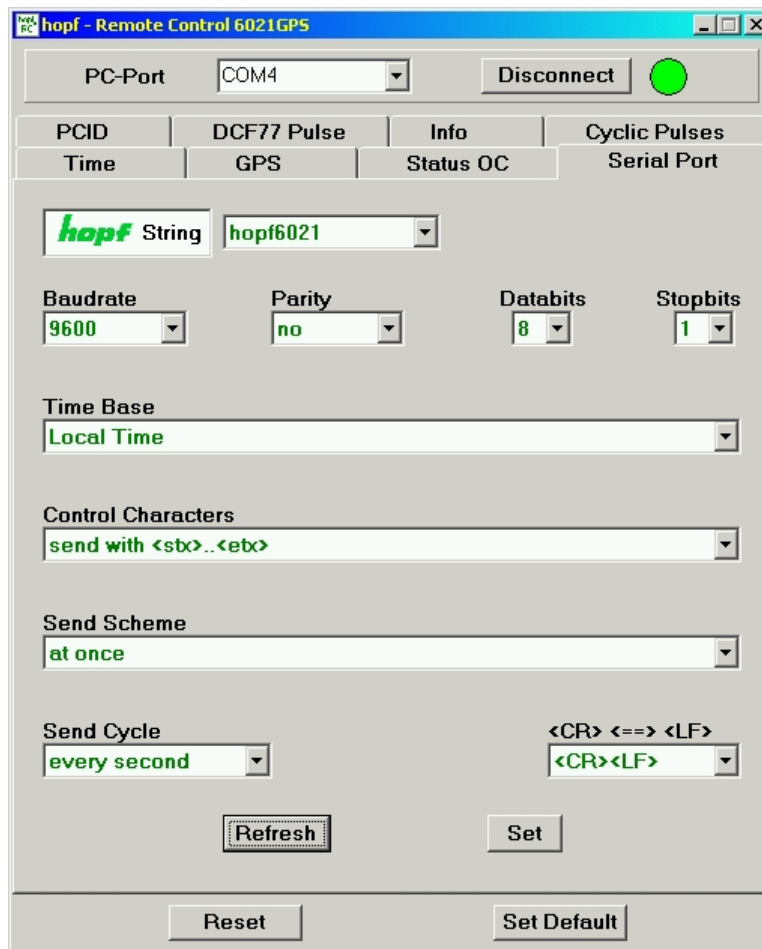 hopf RC hopf - Remote Control 6021GPS
PC-Port COM4 Disconnect
PCID DCF77 Pulse Info Cyclic Pulses
Time GPS Status OC Serial Port
hopf String hopf6021
Baudrate Parity Databits Stopbits
9600 no 8 1
Time Base
Local Time
Control Characters
send with <stx>..<etx>
Send Scheme
at once
Send Cycle <CR> <==> <LF>
every second <CR><LF>
Refresh Set
Reset Set Default